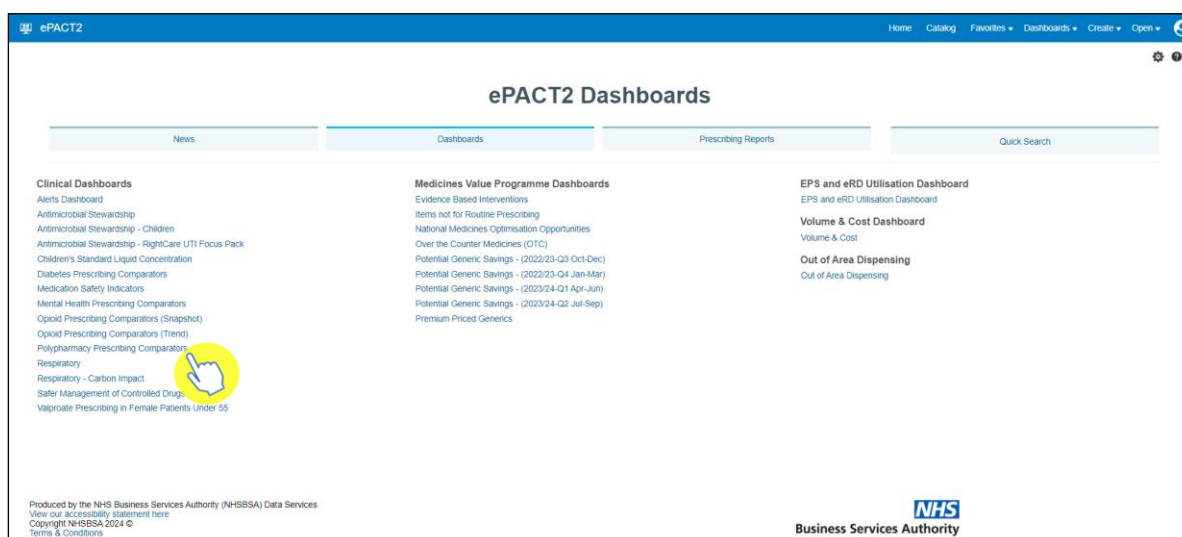 ePACT2
Home Catalog Favorites Dashboards Create Open
ePACT2 Dashboards
News Dashboards Prescribing Reports Quick Search
Clinical Dashboards
Alerts Dashboard
Antimicrobial Stewardship
Antimicrobial Stewardship - Children
Antimicrobial Stewardship - RightCare UTI Focus Pack
Children's Standard Liquid Concentration
Diabetes Prescribing Comparators
Medication Safety Indicators
Mental Health Prescribing Comparators
Opioid Prescribing Comparators (Snapshot)
Opioid Prescribing Comparators (Trend)
Polypharmacy Prescribing Comparators
Respiratory
Respiratory - Carbon Impact
Safer Management of Controlled Drugs
Valproate Prescribing in Female Patients Under 55
Medicines Value Programme Dashboards
Evidence Based Interventions
Items not for Routine Prescribing
National Medicines Optimisation Opportunities
Over the Counter Medicines (OTC)
Potential Generic Savings - (2022/23-Q3 Oct-Dec)
Potential Generic Savings - (2022/23-Q4 Jan-Mar)
Potential Generic Savings - (2023/24-Q1 Apr-Jun)
Potential Generic Savings - (2023/24-Q2 Jul-Sep)
Premium Priced Generics
EPS and eRD Utilisation Dashboard
EPS and eRD Utilisation Dashboard
Volume & Cost Dashboard
Volume & Cost
Out of Area Dispensing
Out of Area Dispensing
Produced by the NHS Business Services Authority (NHSBSA) Data Services
View our accessibility statement here
Copyright NHSBSA 2024 ©
Terms & Conditions
NHS
Business Services Authority